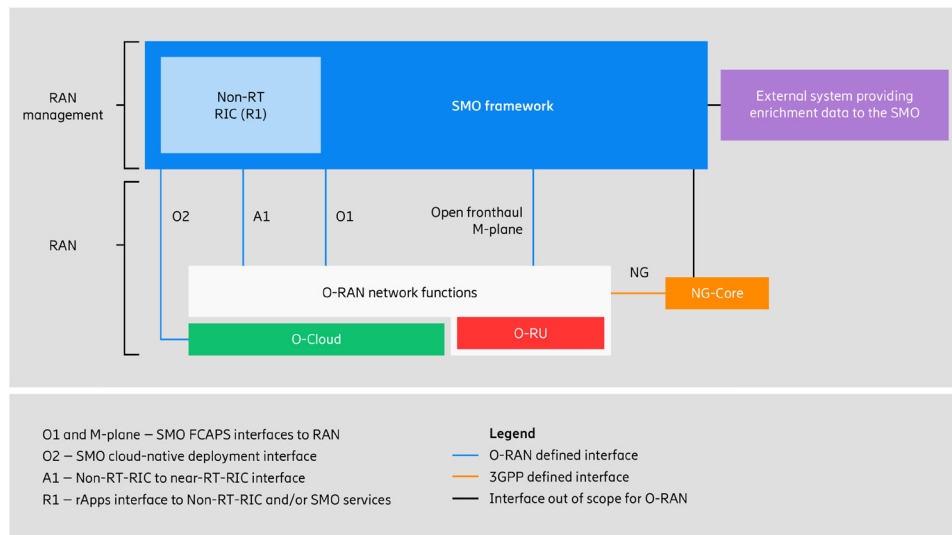 RAN
management
Non-RT
RIC (R1)
SMO framework
External system providing
enrichment data to the SMO
RAN
O2
A1
O1
Open fronthaul
M-plane
O-RAN network functions
NG
NG-Core
O-Cloud
O-RU
O1 and M-plane – SMO FCAPS interfaces to RAN
O2 – SMO cloud-native deployment interface
A1 – Non-RT-RIC to near-RT-RIC interface
R1 – rApps interface to Non-RT-RIC and/or SMO services
Legend
O-RAN defined interface
3GPP defined interface
Interface out of scope for O-RAN